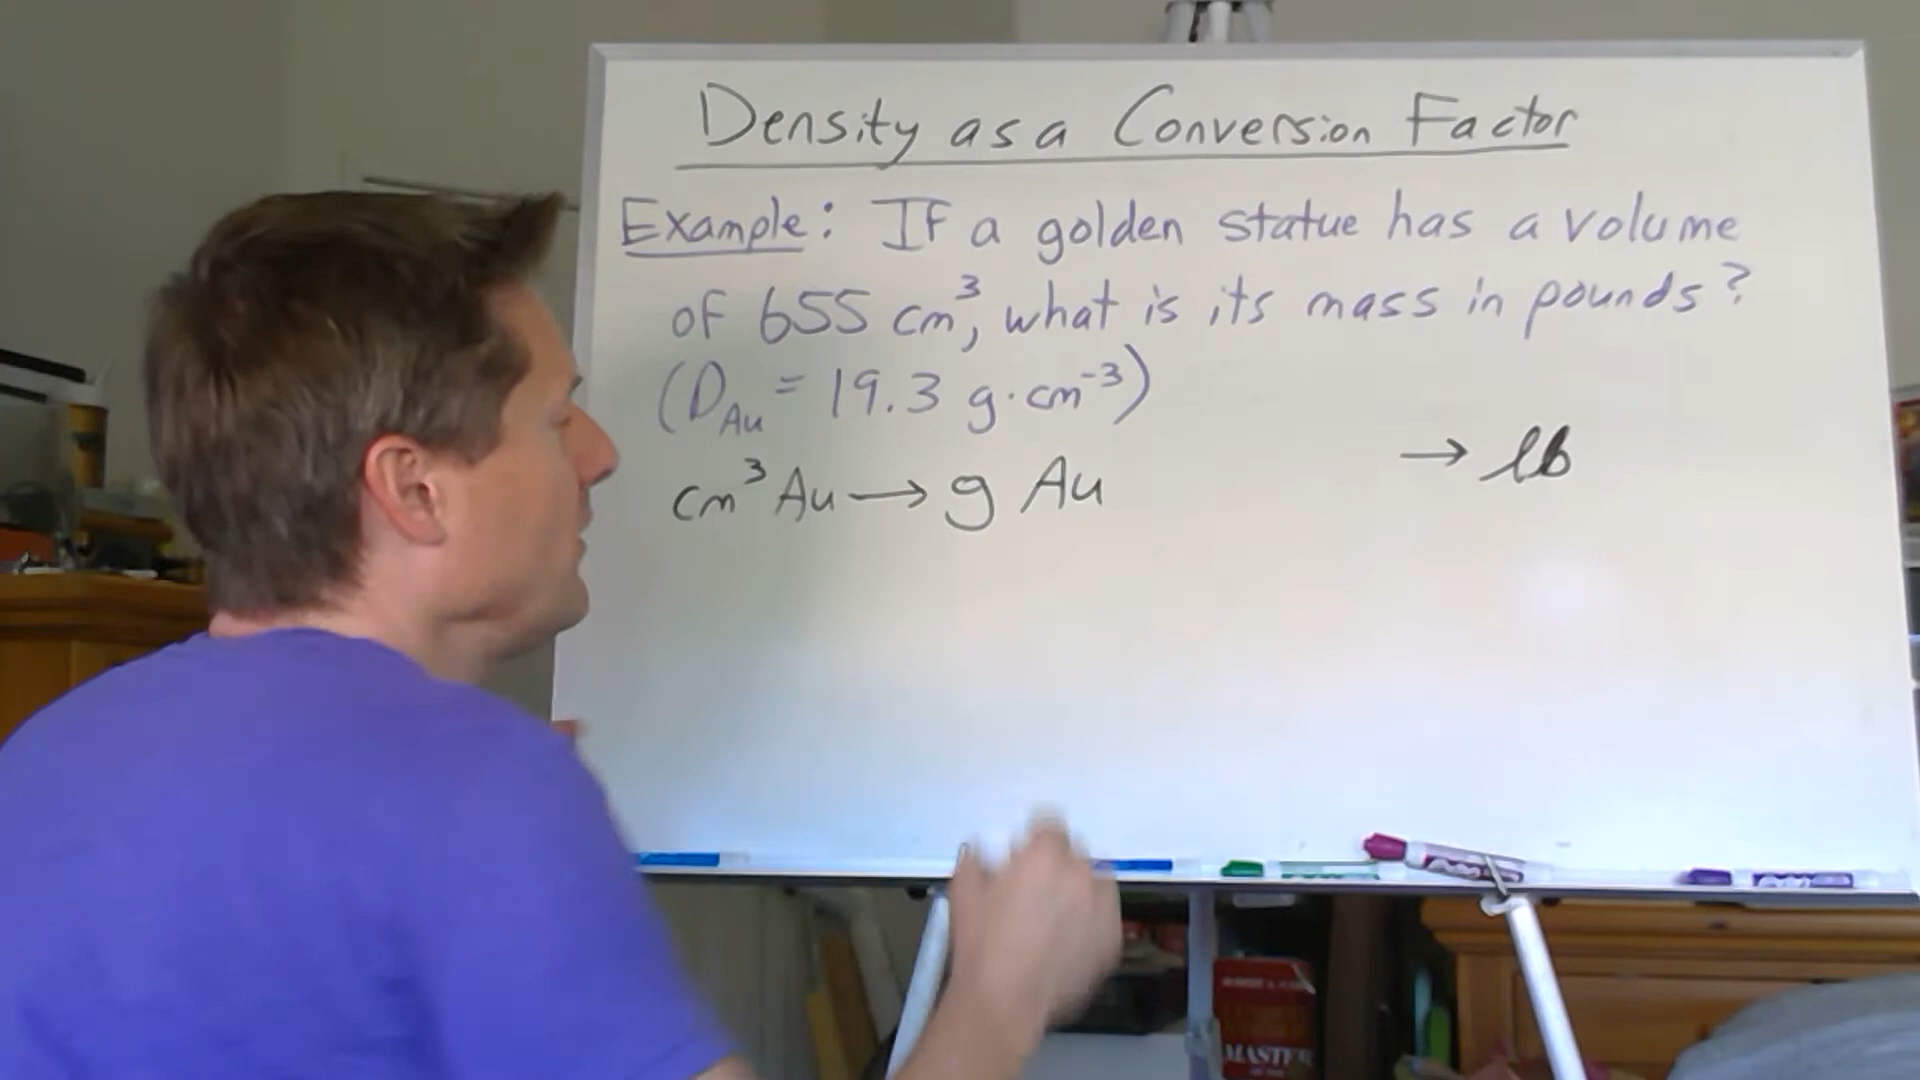 Density as a Conversion Factor
Example: If a golden statue has a volume
of 655 cm³, what is its mass in pounds?
(D_Au = 19.3 g·cm⁻³)
cm³ Au → g Au → lb
MASTER